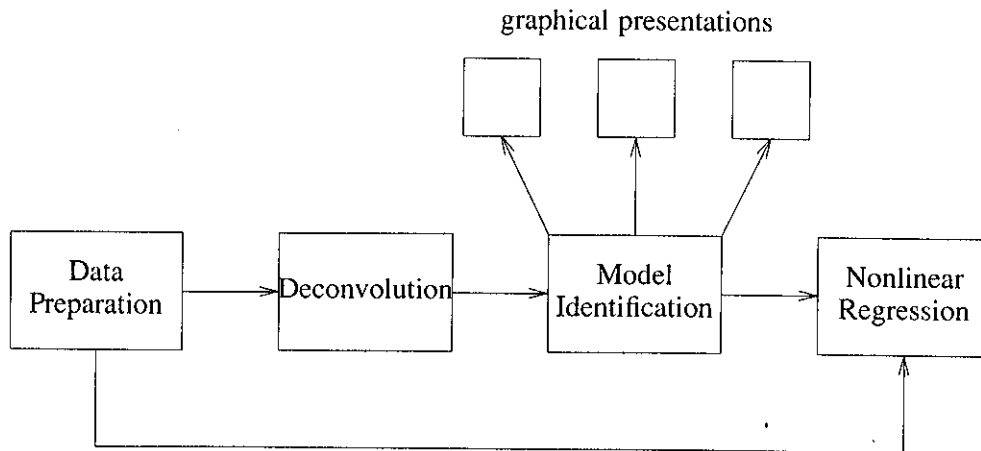 graphical presentations
Data
Preparation
Deconvolution
Model
Identification
Nonlinear
Regression